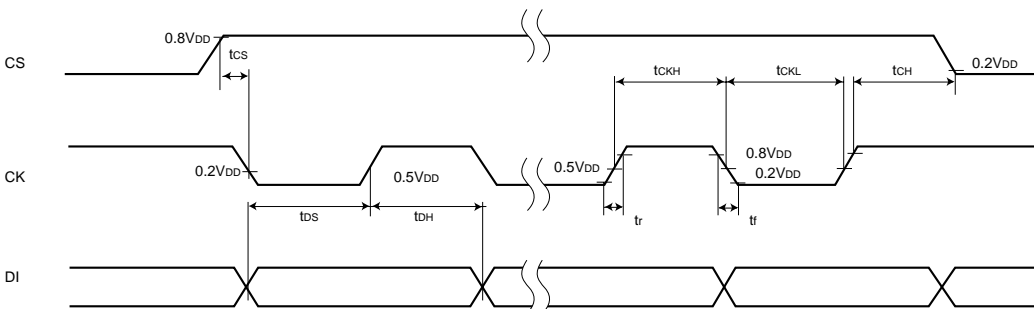 CS
0.8VDD
tCS
tCKH
tCKL
tCH
0.2VDD
CK
0.2VDD
0.5VDD
0.5VDD
0.8VDD
0.2VDD
tDS
tDH
tr
tf
DI